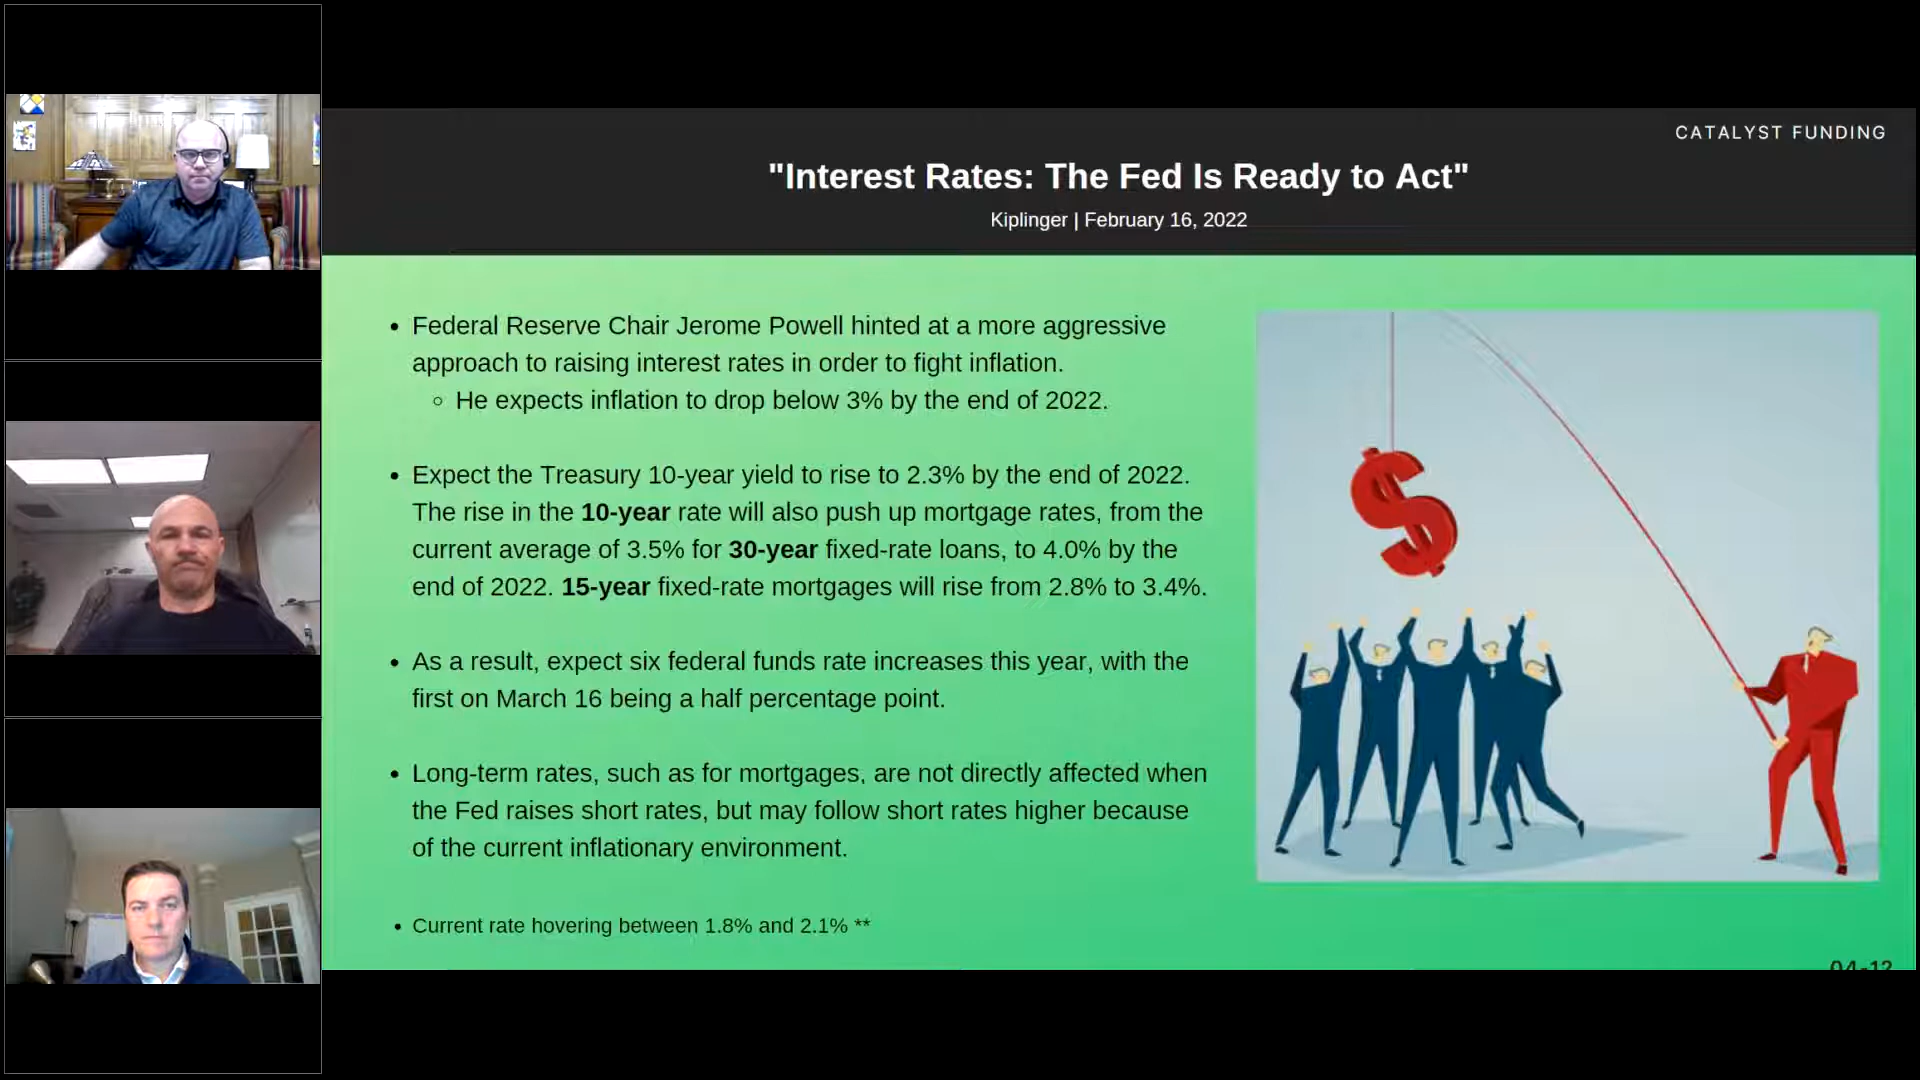 CATALYST FUNDING
"Interest Rates: The Fed Is Ready to Act"
Kiplinger | February 16, 2022
• Federal Reserve Chair Jerome Powell hinted at a more aggressive
approach to raising interest rates in order to fight inflation.
○ He expects inflation to drop below 3% by the end of 2022.
• Expect the Treasury 10-year yield to rise to 2.3% by the end of 2022.
The rise in the 10-year rate will also push up mortgage rates, from the
current average of 3.5% for 30-year fixed-rate loans, to 4.0% by the
end of 2022. 15-year fixed-rate mortgages will rise from 2.8% to 3.4%.
• As a result, expect six federal funds rate increases this year, with the
first on March 16 being a half percentage point.
• Long-term rates, such as for mortgages, are not directly affected when
the Fed raises short rates, but may follow short rates higher because
of the current inflationary environment.
• Current rate hovering between 1.8% and 2.1% **
04-12